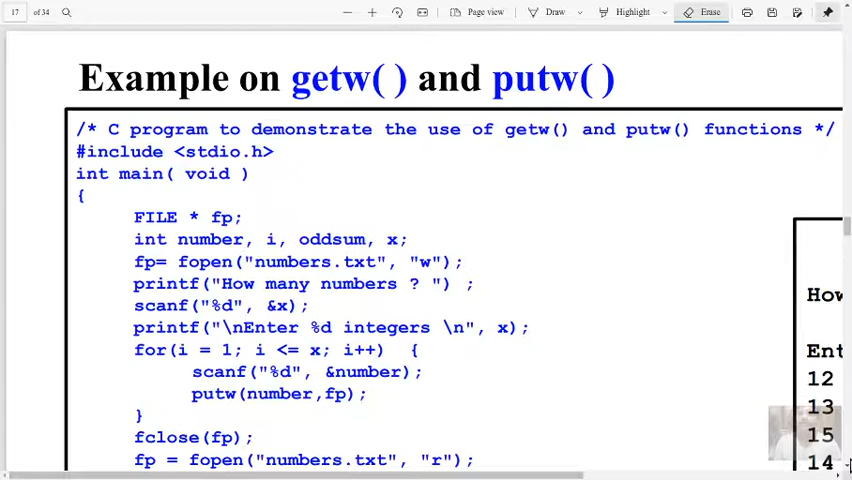 17 of 34 Page view Draw Highlight Erase
Example on getw( ) and putw( )
/* C program to demonstrate the use of getw() and putw() functions */
#include <stdio.h>
int main( void )
{
FILE * fp;
int number, i, oddsum, x;
fp= fopen("numbers.txt", "w");
printf("How many numbers ? ") ;
scanf("%d", &x);
printf("\nEnter %d integers \n", x);
for(i = 1; i <= x; i++) {
scanf("%d", &number);
putw(number,fp);
}
fclose(fp);
fp = fopen("numbers.txt", "r");
How
Ent
12
13
15
14